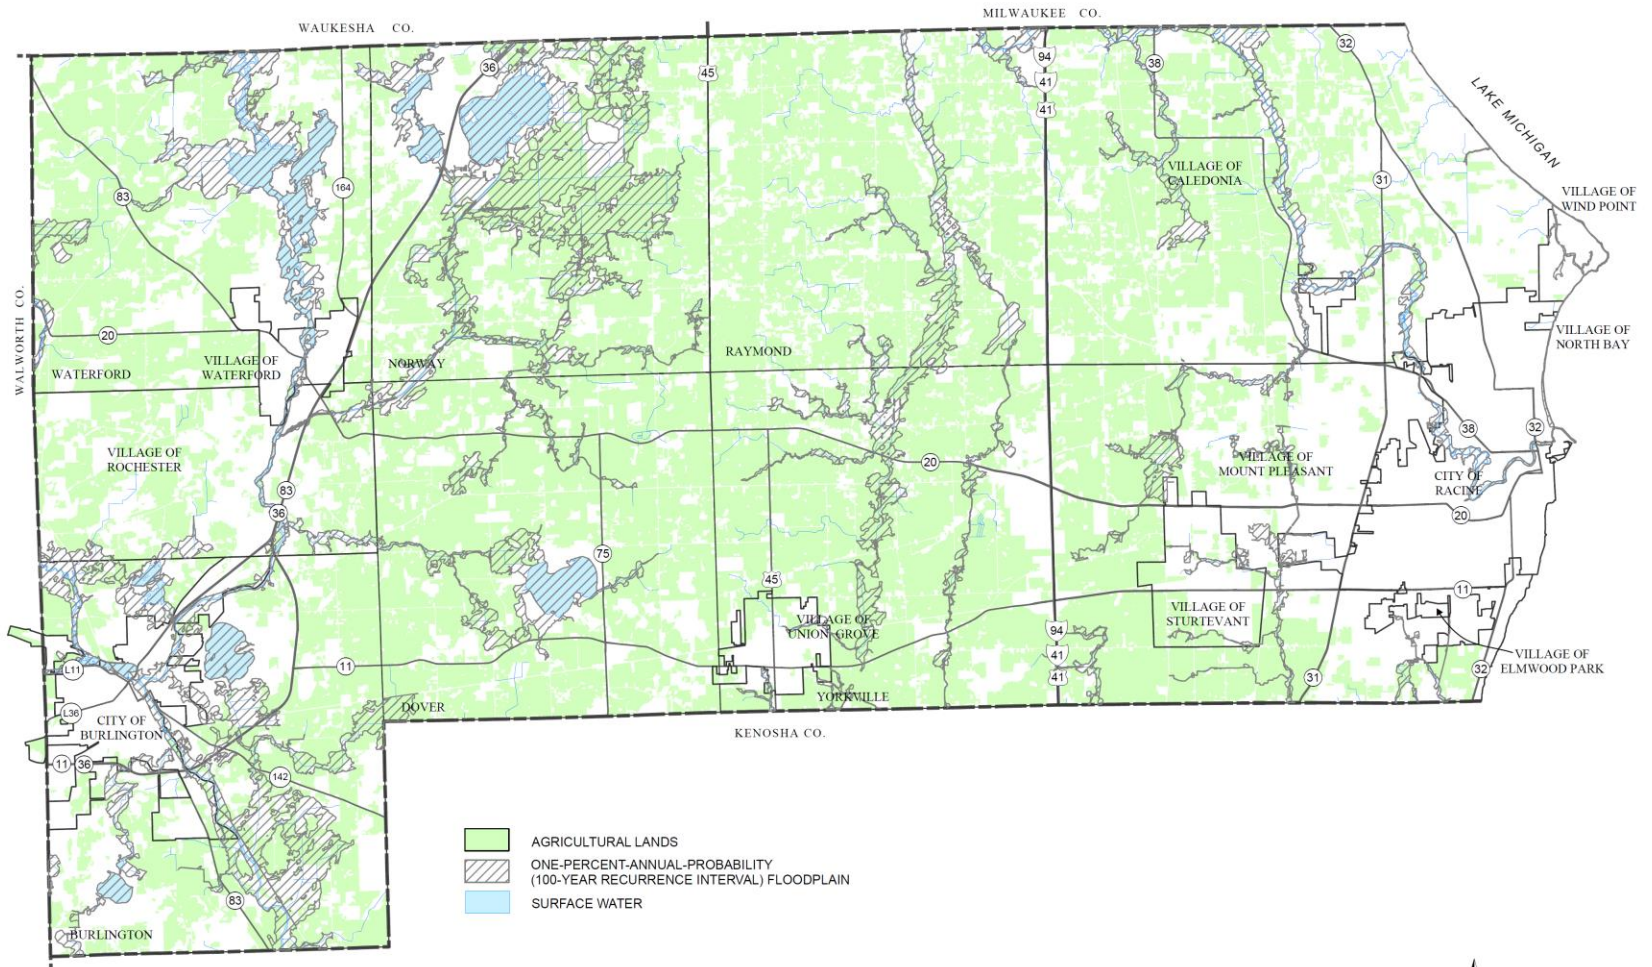 WAUKESHA CO.
MILWAUKEE CO.
36
45
94
41
41
38
32
LAKE MICHIGAN
VILLAGE OF
CALEDONIA
31
VILLAGE OF
WIND POINT
83
164
WALWORTH CO.
20
WATERFORD
VILLAGE OF
WATERFORD
NORWAY
RAYMOND
VILLAGE OF
NORTH BAY
VILLAGE OF
ROCHESTER
83
36
20
VILLAGE OF
MOUNT PLEASANT
38
32
CITY OF
RACINE
20
75
45
11
VILLAGE OF
UNION GROVE
VILLAGE OF
STURTEVANT
94
41
41
VILLAGE OF
ELMWOOD PARK
32
31
L11
11
L36
CITY OF
BURLINGTON
DOVER
YORKVILLE
KENOSHA CO.
11
36
142
83
BURLINGTON
AGRICULTURAL LANDS
ONE-PERCENT-ANNUAL-PROBABILITY
(100-YEAR RECURRENCE INTERVAL) FLOODPLAIN
SURFACE WATER